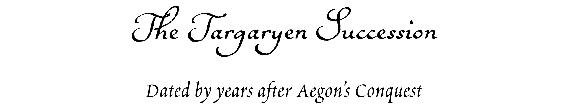 The Targaryen Succession
Dated by years after Aegon's Conquest